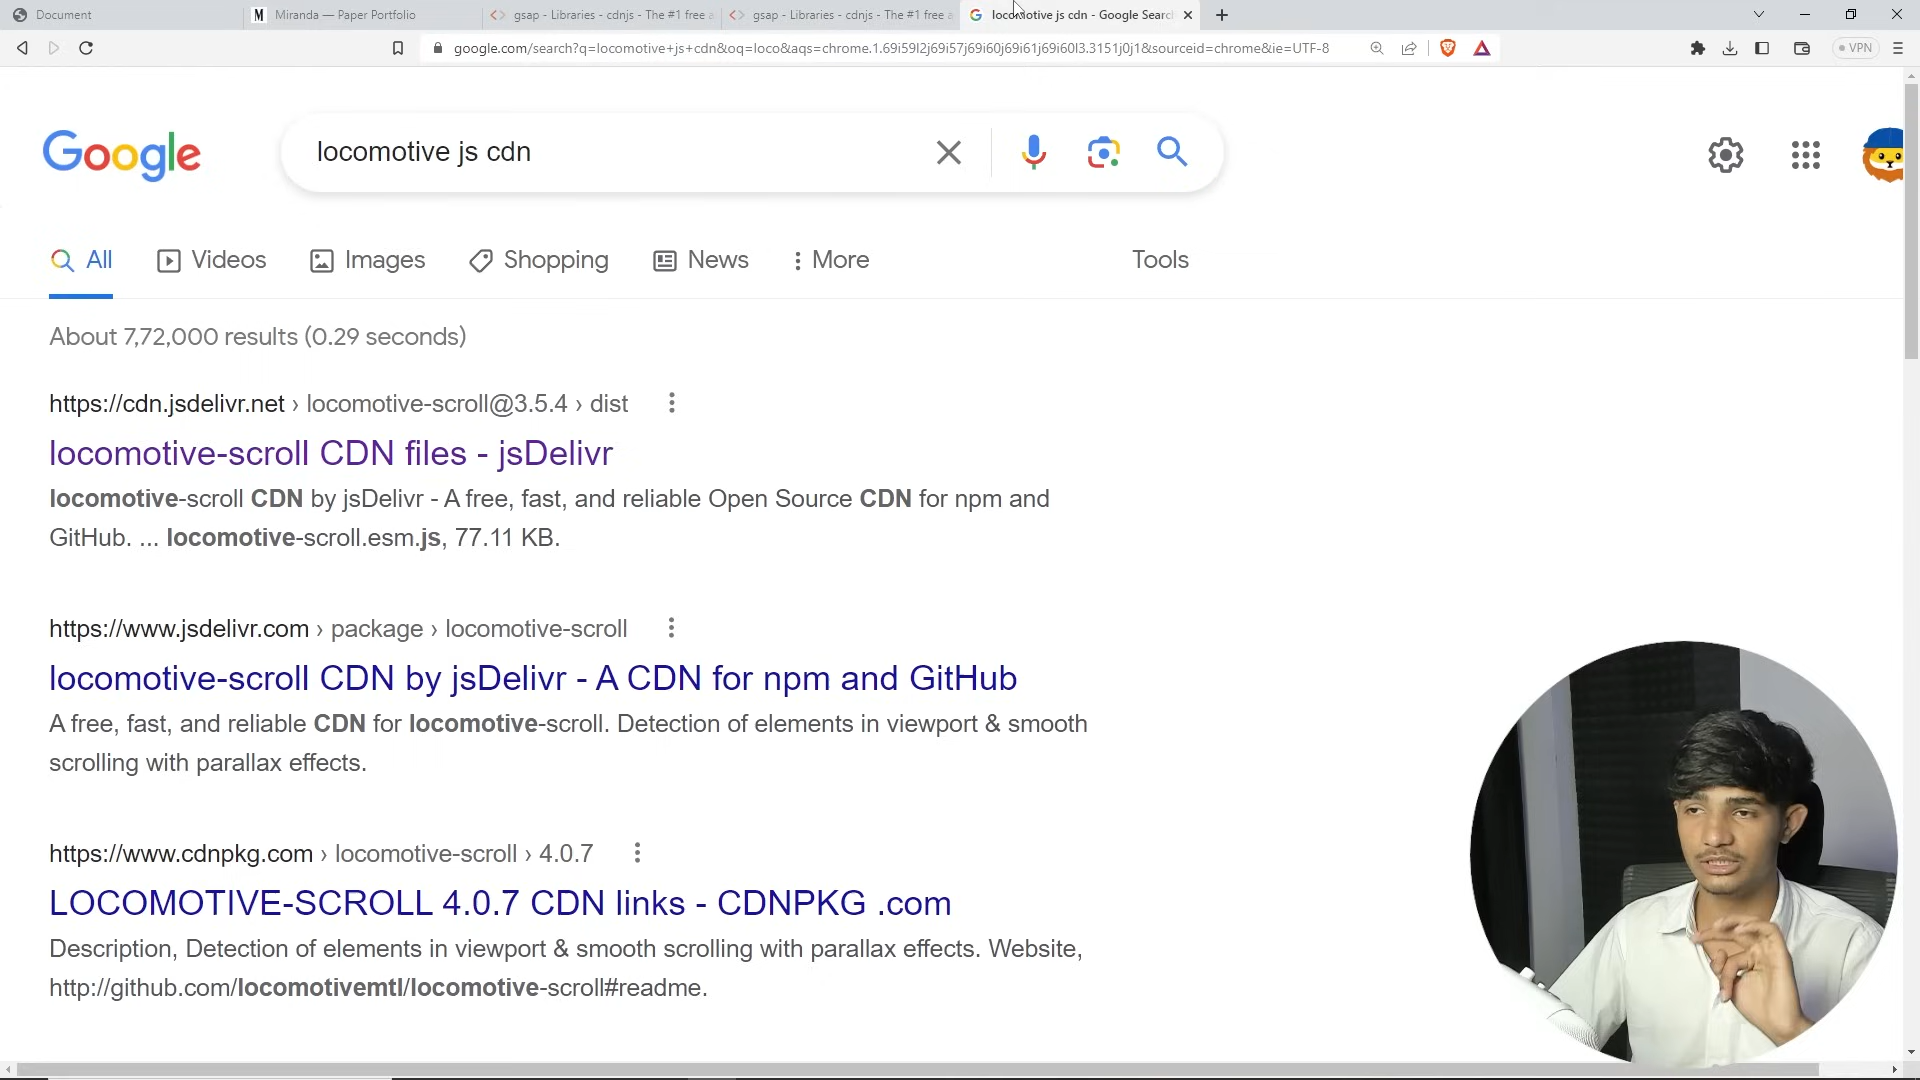 Document
Miranda — Paper Portfolio
gsap - Libraries - cdnjs - The #1 free a
gsap - Libraries - cdnjs - The #1 free a
locomotive js cdn - Google Searc
google.com/search?q=locomotive+js+cdn&oq=loco&aqs=chrome.1.69i59l2j69i57j69i60j69i61j69i60l3.3151j0j1&sourceid=chrome&ie=UTF-8
VPN
Google
locomotive js cdn
All
Videos
Images
Shopping
News
More
Tools
About 7,72,000 results (0.29 seconds)
https://cdn.jsdelivr.net › locomotive-scroll@3.5.4 › dist
locomotive-scroll CDN files - jsDelivr
locomotive-scroll CDN by jsDelivr - A free, fast, and reliable Open Source CDN for npm and
GitHub. ... locomotive-scroll.esm.js, 77.11 KB.
https://www.jsdelivr.com › package › locomotive-scroll
locomotive-scroll CDN by jsDelivr - A CDN for npm and GitHub
A free, fast, and reliable CDN for locomotive-scroll. Detection of elements in viewport & smooth
scrolling with parallax effects.
https://www.cdnpkg.com › locomotive-scroll › 4.0.7
LOCOMOTIVE-SCROLL 4.0.7 CDN links - CDNPKG .com
Description, Detection of elements in viewport & smooth scrolling with parallax effects. Website,
http://github.com/locomotivemtl/locomotive-scroll#readme.